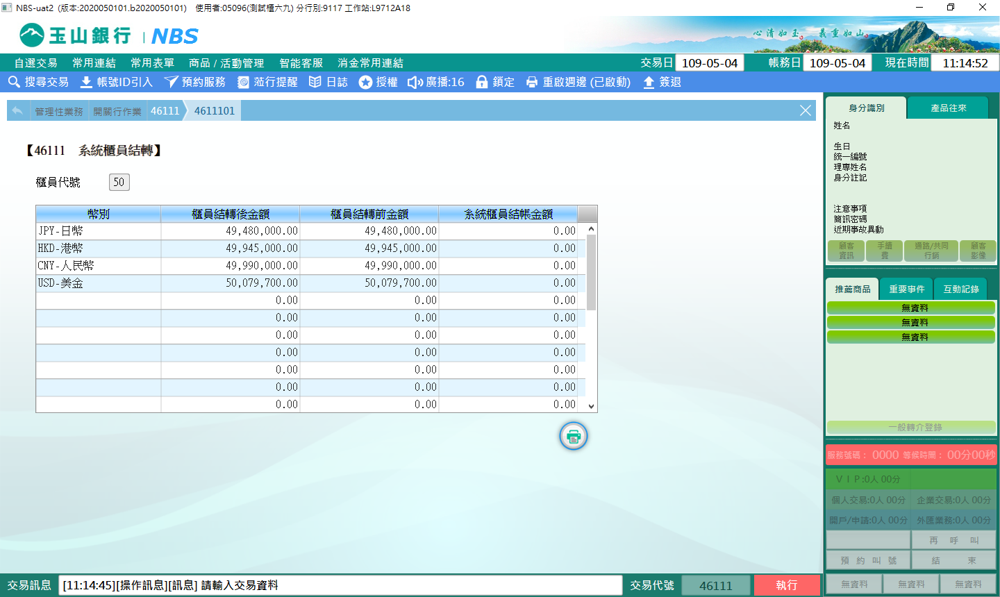 NBS-uat2 (版本:2020050101.b2020050101) 使用者:05096(測試櫃六九) 分行別:9117 工作站:L9712A18
玉山銀行 | NBS
心清如玉。義重如山。
自選交易 常用連結 常用表單 商品 / 活動管理 智能客服 消金常用連結 交易日 109-05-04 帳務日 109-05-04 現在時間 11:14:52
搜尋交易 帳號ID引入 預約服務 蒞行提醒 日誌 授權 廣播:16 鎖定 重啟週邊 (已啟動) 簽退
管理性業務 開關行作業 46111 4611101
【46111 系統櫃員結轉】
櫃員代號 50
幣別 櫃員結轉後金額 櫃員結轉前金額 系統櫃員結帳金額
JPY-日幣 49,480,000.00 49,480,000.00 0.00
HKD-港幣 49,945,000.00 49,945,000.00 0.00
CNY-人民幣 49,990,000.00 49,990,000.00 0.00
USD-美金 50,079,700.00 50,079,700.00 0.00
0.00 0.00 0.00
0.00 0.00 0.00
0.00 0.00 0.00
0.00 0.00 0.00
0.00 0.00 0.00
0.00 0.00 0.00
0.00 0.00 0.00
身分識別 產品往來
姓名
生日
統一編號
理專姓名
身分註記
注意事項
簡訊密碼
近期事故異動
顧客資訊 手續費 通路/共同行銷 顧客影像
推薦商品 重要事件 互動記錄
無資料
無資料
無資料
一般轉介登錄
服務號碼： 0000 等候時間： 00分00秒
ＶＩＰ:0人 00分
個人交易:0人 00分 企業交易:0人 00分
開戶/申請:0人 00分 外匯業務:0人 00分
再 呼 叫
預 約 叫 號 結 束
無資料 無資料 無資料
交易訊息 [11:14:45][操作訊息][訊息] 請輸入交易資料 交易代號 46111 執行